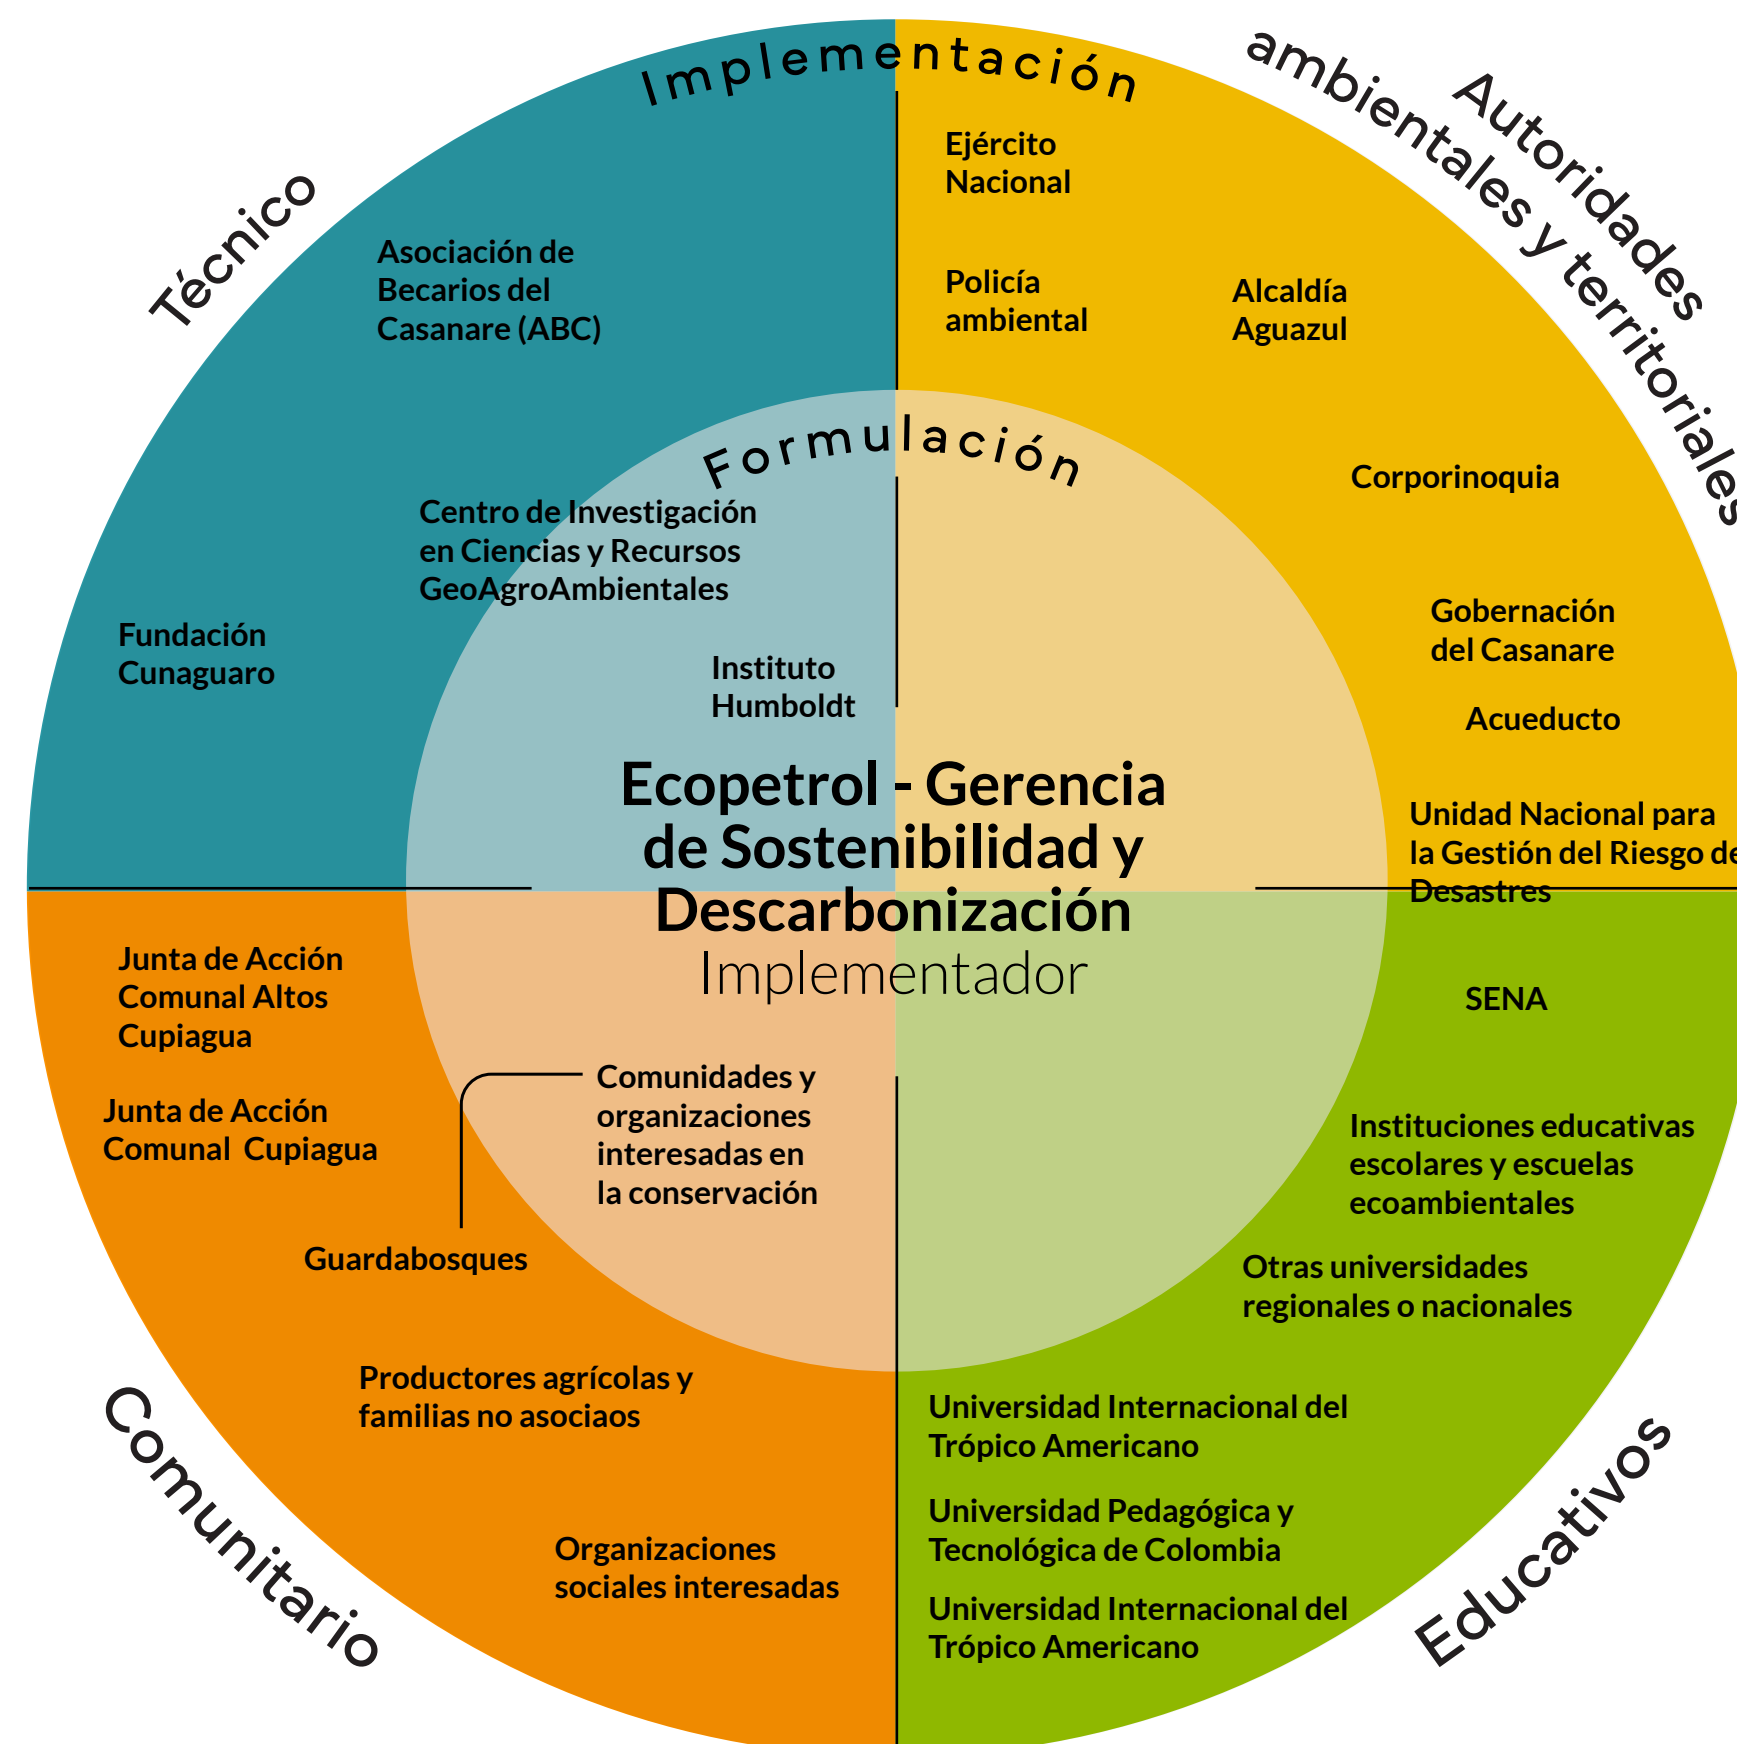 Implementación
Autoridades
ambientales y territoriales
Técnico
Ejército
Nacional
Asociación de
Becarios del
Casanare (ABC)
Policía
ambiental
Alcaldía
Aguazul
Formulación
Corporinoquia
Centro de Investigación
en Ciencias y Recursos
GeoAgroAmbientales
Fundación
Cunaguaro
Gobernación
del Casanare
Instituto
Humboldt
Acueducto
Ecopetrol - Gerencia
de Sostenibilidad y
Descarbonización
Implementador
Unidad Nacional para
la Gestión del Riesgo de
Desastres
Junta de Acción
Comunal Altos
Cupiagua
SENA
Junta de Acción
Comunal Cupiagua
Comunidades y
organizaciones
interesadas en
la conservación
Instituciones educativas
escolares y escuelas
ecoambientales
Guardabosques
Otras universidades
regionales o nacionales
Productores agrícolas y
familias no asociaos
Universidad Internacional del
Trópico Americano
Universidad Pedagógica y
Tecnológica de Colombia
Organizaciones
sociales interesadas
Universidad Internacional del
Trópico Americano
Comunitario
Educativos